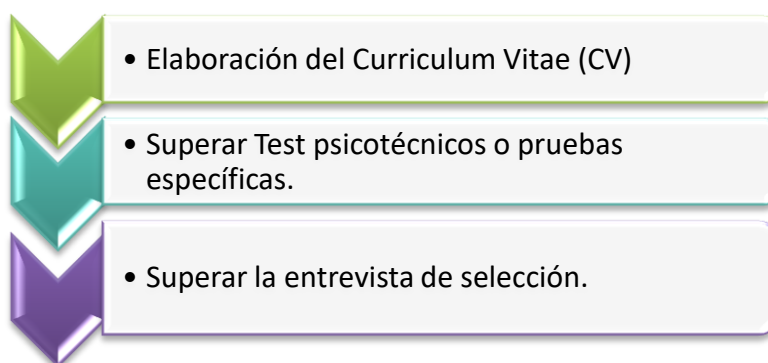 • Elaboración del Curriculum Vitae (CV)
• Superar Test psicotécnicos o pruebas
específicas.
• Superar la entrevista de selección.